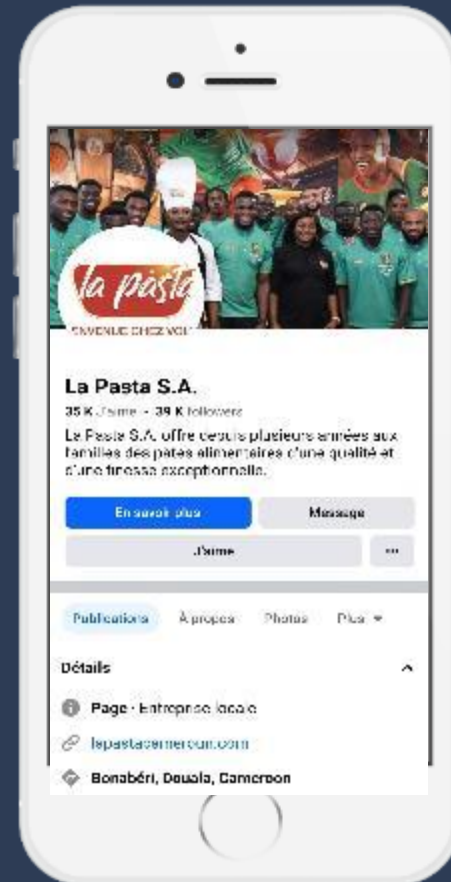 la pasta
BIENVENUE CHEZ VOUS
La Pasta S.A.
35 K J'aime • 39 K followers
La Pasta S.A. offre depuis plusieurs années aux
familles des pâtes alimentaires d'une qualité et
d'une finesse exceptionnelle.
En savoir plus
Message
J'aime
•••
Publications À propos Photos Plus
Détails
Page · Entreprise locale
lapastacameroun.com
Bonabéri, Douala, Cameroon